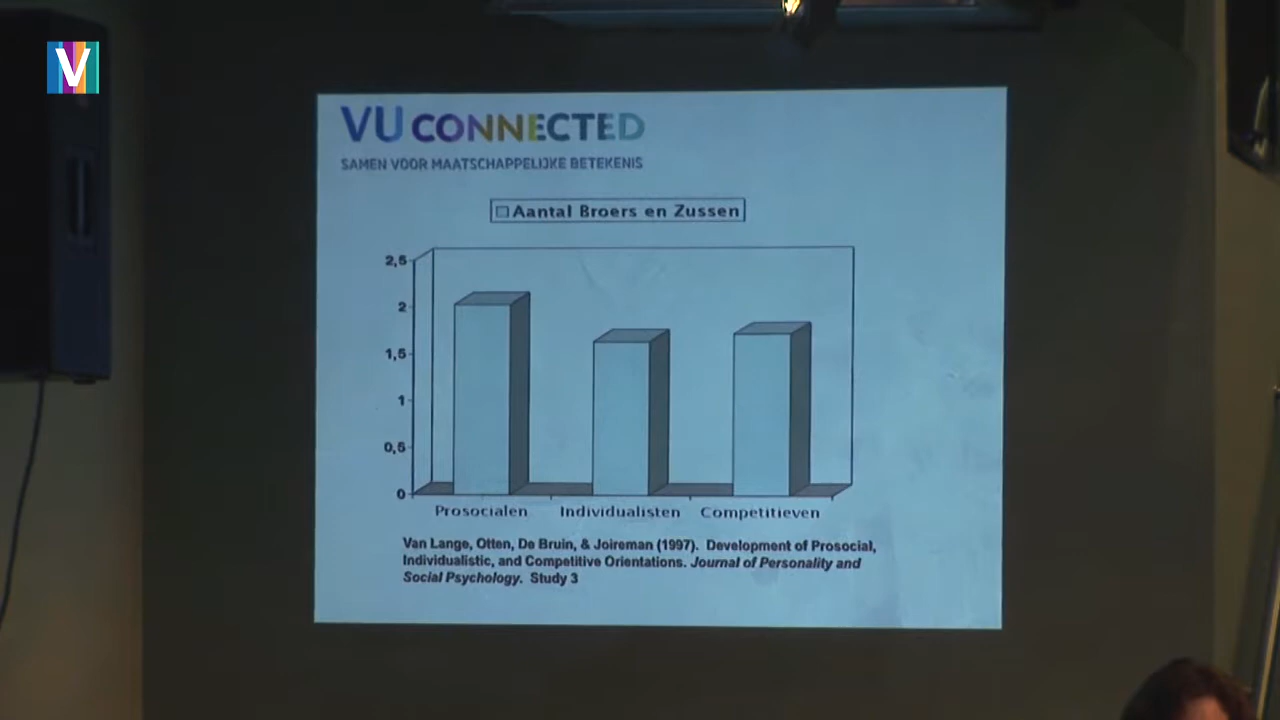 V
VU CONNECTED
SAMEN VOOR MAATSCHAPPELIJKE BETEKENIS
Aantal Broers en Zussen
2,5
2
1,5
1
0,5
0
Prosocialen Individualisten Competitieven
Van Lange, Otten, De Bruin, & Joireman (1997). Development of Prosocial,
Individualistic, and Competitive Orientations. Journal of Personality and
Social Psychology. Study 3